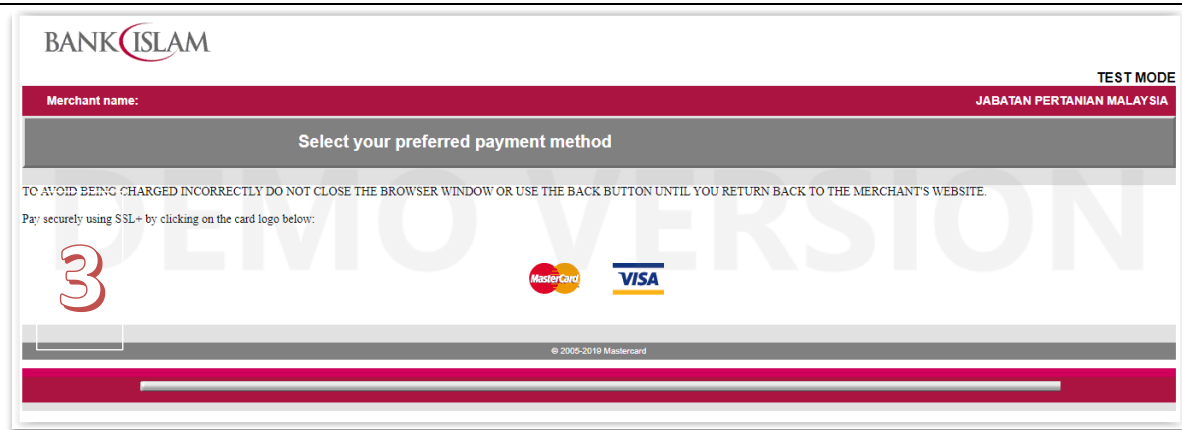 BANK ISLAM
TEST MODE
Merchant name: JABATAN PERTANIAN MALAYSIA
Select your preferred payment method
TO AVOID BEING CHARGED INCORRECTLY DO NOT CLOSE THE BROWSER WINDOW OR USE THE BACK BUTTON UNTIL YOU RETURN BACK TO THE MERCHANT'S WEBSITE.
Pay securely using SSL+ by clicking on the card logo below:
DEMO VERSION
3
MasterCard VISA
© 2005-2019 Mastercard